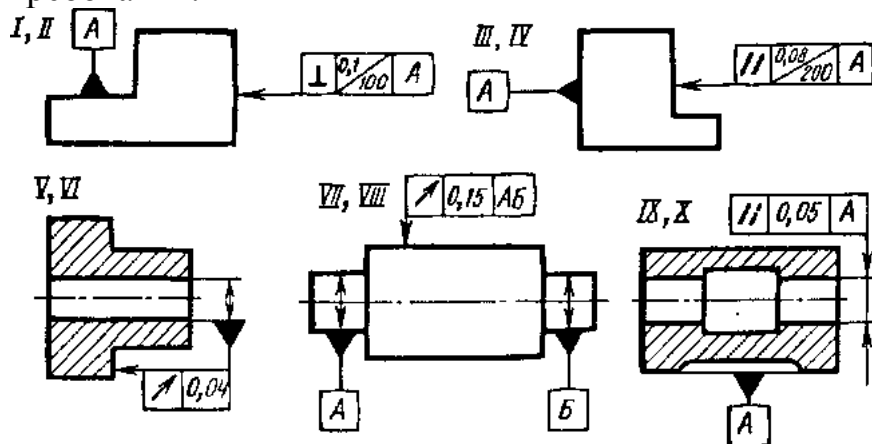 I, II
А
⊥ 0,1/100 А
III, IV
А
// 0,08/200 А
V, VI
↗ 0,04
VII, VIII
↗ 0,15 АБ
А
Б
IX, X
// 0,05 А
А